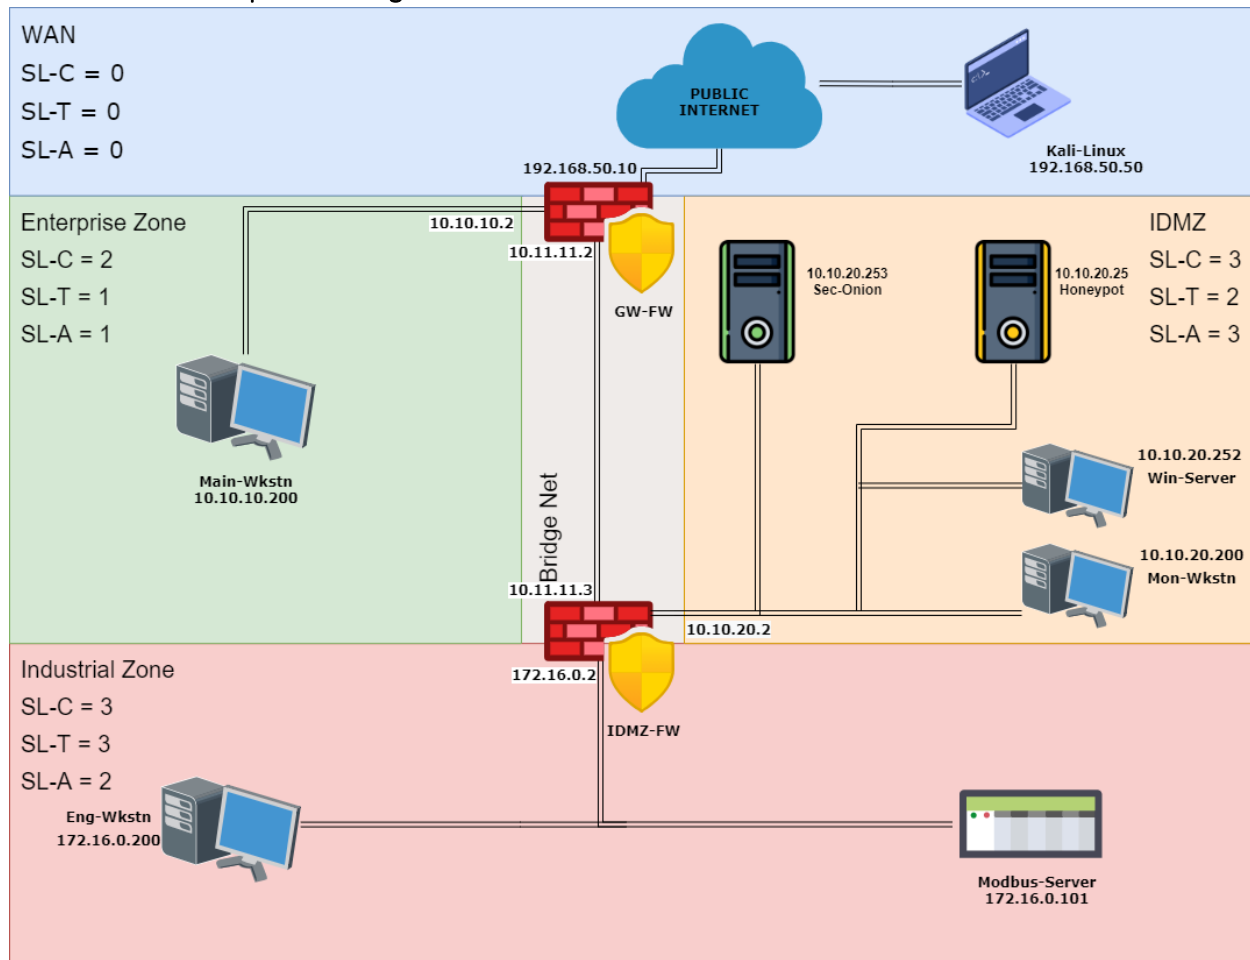 WAN
SL-C = 0
SL-T = 0
SL-A = 0
PUBLIC
INTERNET
Kali-Linux
192.168.50.50
192.168.50.10
Enterprise Zone
SL-C = 2
SL-T = 1
SL-A = 1
10.10.10.2
10.11.11.2
GW-FW
Main-Wkstn
10.10.10.200
Bridge Net
10.10.20.253
Sec-Onion
10.10.20.25
Honeypot
IDMZ
SL-C = 3
SL-T = 2
SL-A = 3
10.10.20.252
Win-Server
10.10.20.200
Mon-Wkstn
10.11.11.3
10.10.20.2
172.16.0.2
IDMZ-FW
Industrial Zone
SL-C = 3
SL-T = 3
SL-A = 2
Eng-Wkstn
172.16.0.200
Modbus-Server
172.16.0.101